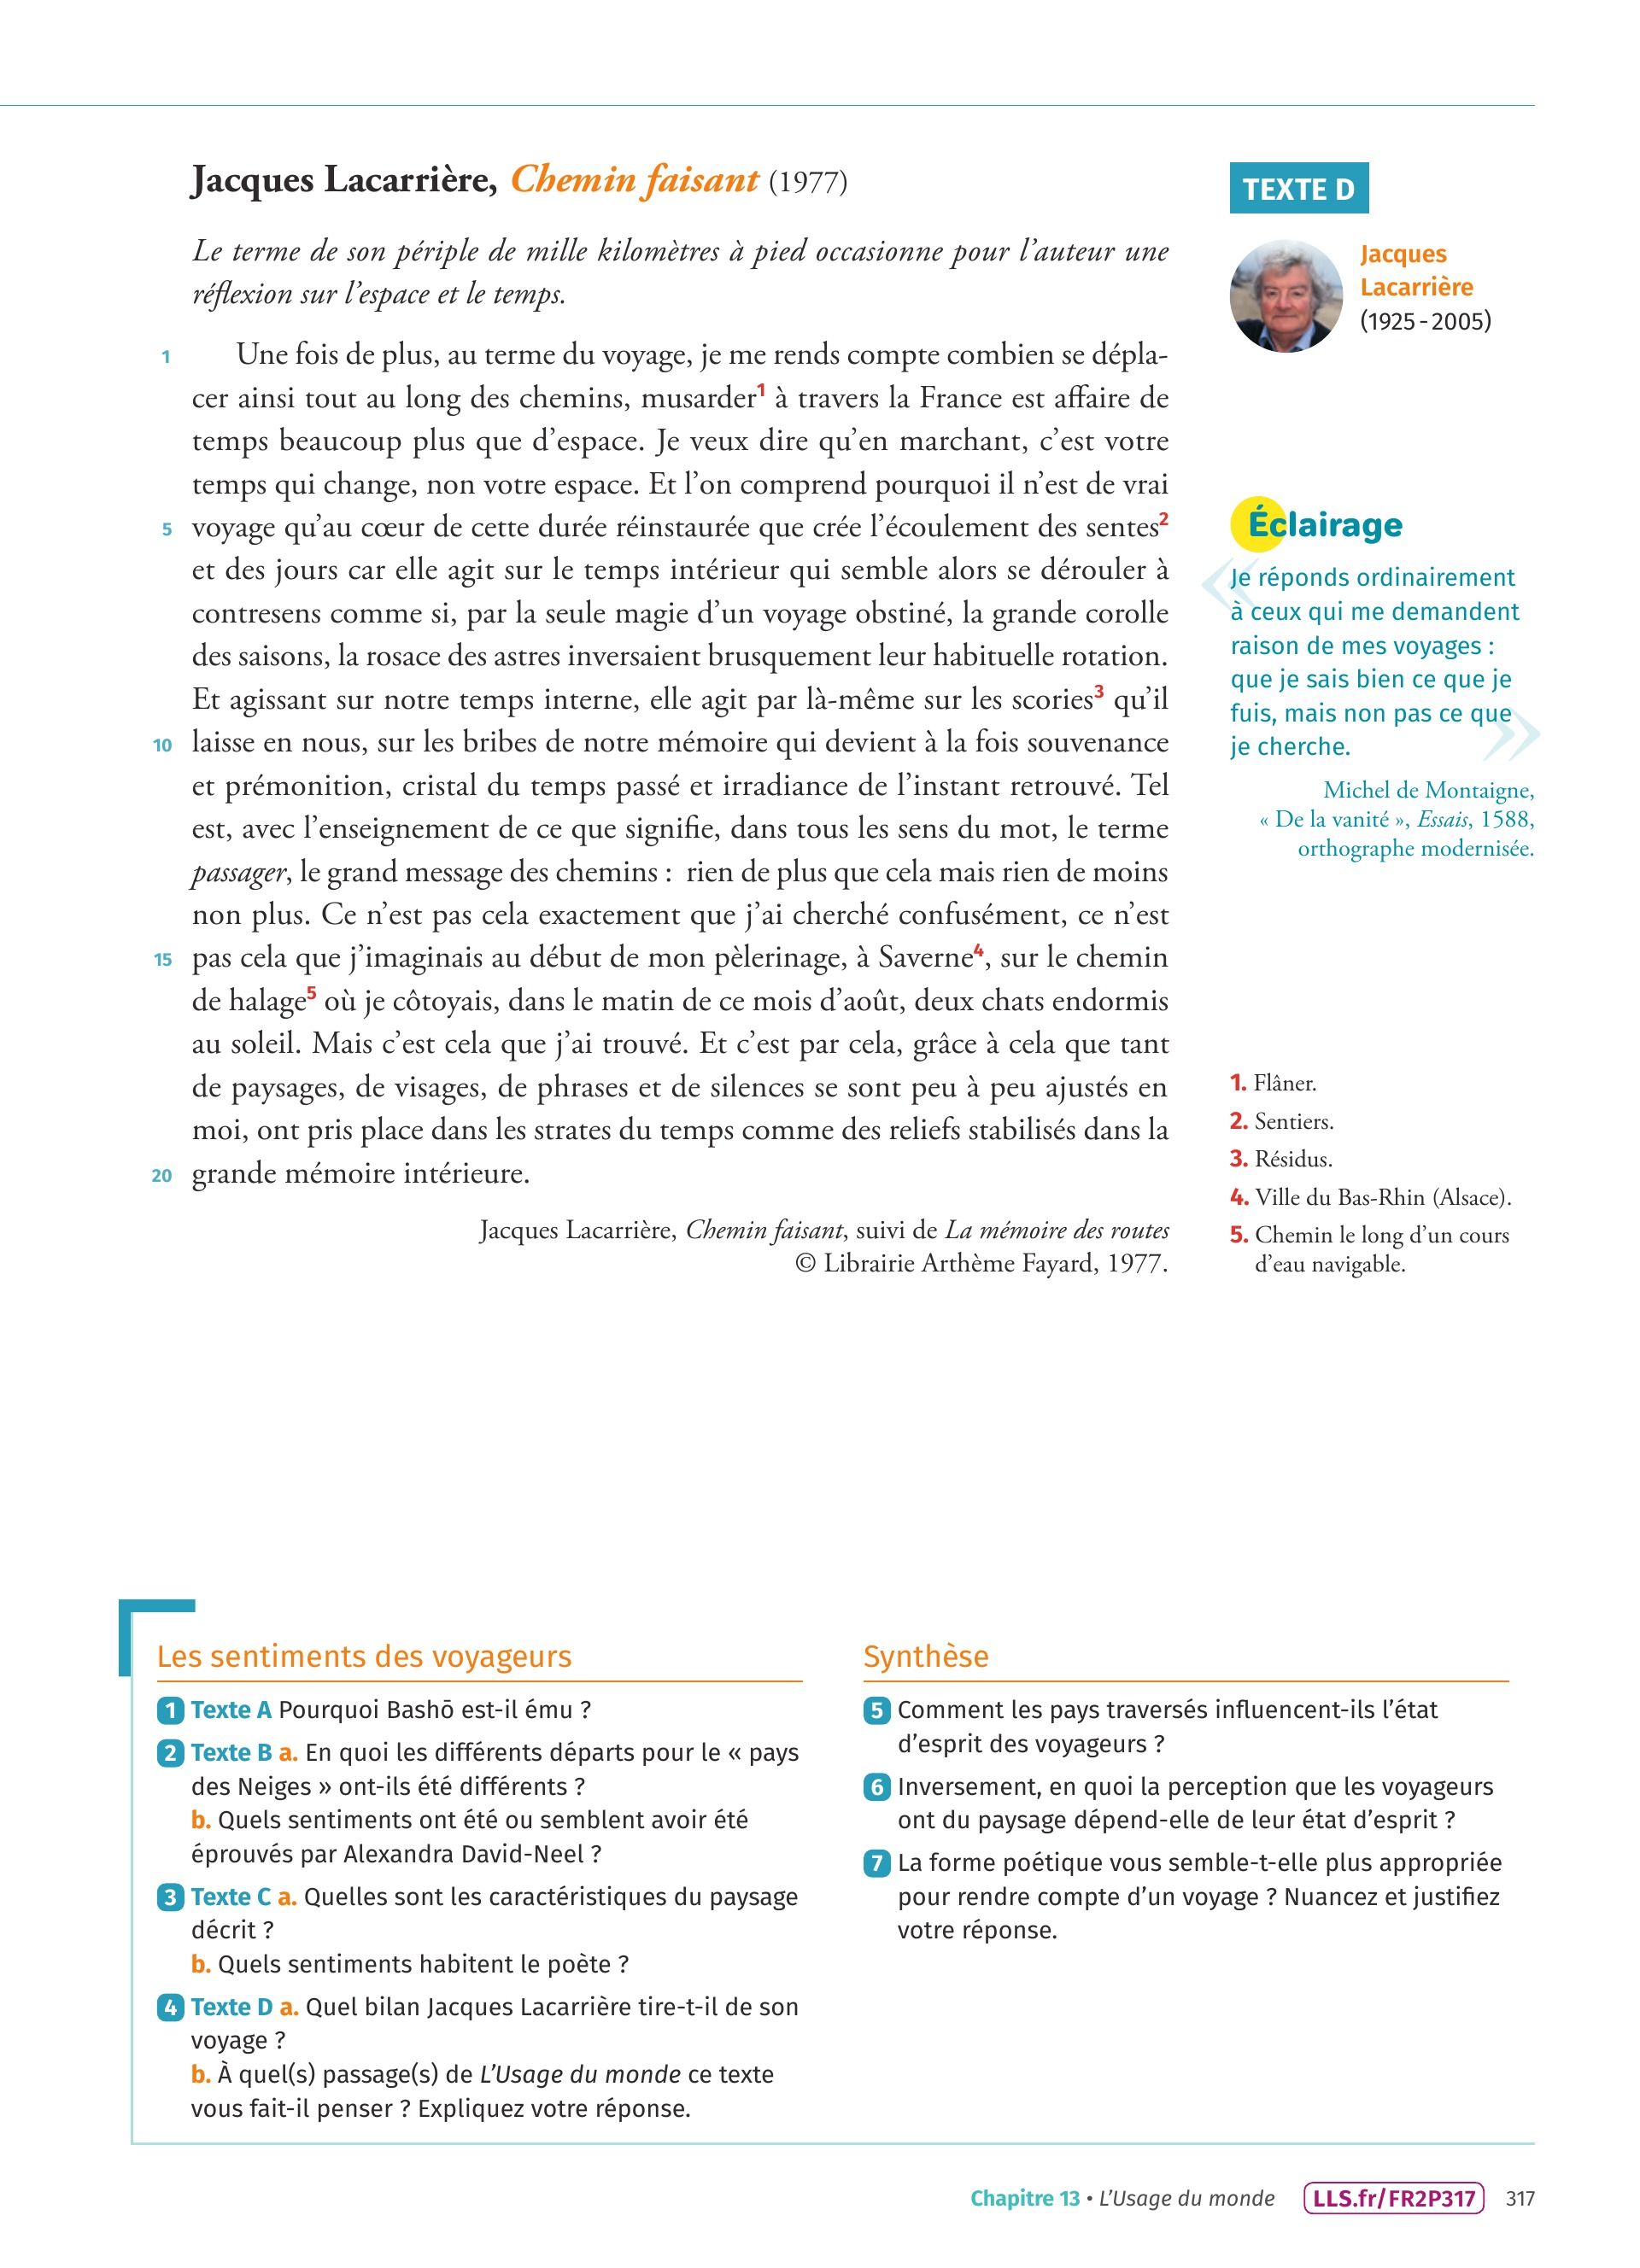 Jacques Lacarrière, Chemin faisant (1977)
Le terme de son périple de mille kilomètres à pied occasionne pour l’auteur une
réflexion sur l’espace et le temps.
1 Une fois de plus, au terme du voyage, je me rends compte combien se dépla-
cer ainsi tout au long des chemins, musarder1 à travers la France est affaire de
temps beaucoup plus que d’espace. Je veux dire qu’en marchant, c’est votre
temps qui change, non votre espace. Et l’on comprend pourquoi il n’est de vrai
5 voyage qu’au cœur de cette durée réinstaurée que crée l’écoulement des sentes2
et des jours car elle agit sur le temps intérieur qui semble alors se dérouler à
contresens comme si, par la seule magie d’un voyage obstiné, la grande corolle
des saisons, la rosace des astres inversaient brusquement leur habituelle rotation.
Et agissant sur notre temps interne, elle agit par là-même sur les scories3 qu’il
10 laisse en nous, sur les bribes de notre mémoire qui devient à la fois souvenance
et prémonition, cristal du temps passé et irradiance de l’instant retrouvé. Tel
est, avec l’enseignement de ce que signifie, dans tous les sens du mot, le terme
passager, le grand message des chemins : rien de plus que cela mais rien de moins
non plus. Ce n’est pas cela exactement que j’ai cherché confusément, ce n’est
15 pas cela que j’imaginais au début de mon pèlerinage, à Saverne4, sur le chemin
de halage5 où je côtoyais, dans le matin de ce mois d’août, deux chats endormis
au soleil. Mais c’est cela que j’ai trouvé. Et c’est par cela, grâce à cela que tant
de paysages, de visages, de phrases et de silences se sont peu à peu ajustés en
moi, ont pris place dans les strates du temps comme des reliefs stabilisés dans la
20 grande mémoire intérieure.
Jacques Lacarrière, Chemin faisant, suivi de La mémoire des routes
© Librairie Arthème Fayard, 1977.
TEXTE D
Jacques
Lacarrière
(1925 - 2005)
Éclairage
« Je réponds ordinairement
à ceux qui me demandent
raison de mes voyages :
que je sais bien ce que je
fuis, mais non pas ce que
je cherche. »
Michel de Montaigne,
« De la vanité », Essais, 1588,
orthographe modernisée.
1. Flâner.
2. Sentiers.
3. Résidus.
4. Ville du Bas-Rhin (Alsace).
5. Chemin le long d’un cours
d’eau navigable.
Les sentiments des voyageurs
1 Texte A Pourquoi Bashō est-il ému ?
2 Texte B a. En quoi les différents départs pour le « pays
des Neiges » ont-ils été différents ?
b. Quels sentiments ont été ou semblent avoir été
éprouvés par Alexandra David-Neel ?
3 Texte C a. Quelles sont les caractéristiques du paysage
décrit ?
b. Quels sentiments habitent le poète ?
4 Texte D a. Quel bilan Jacques Lacarrière tire-t-il de son
voyage ?
b. À quel(s) passage(s) de L’Usage du monde ce texte
vous fait-il penser ? Expliquez votre réponse.
Synthèse
5 Comment les pays traversés influencent-ils l’état
d’esprit des voyageurs ?
6 Inversement, en quoi la perception que les voyageurs
ont du paysage dépend-elle de leur état d’esprit ?
7 La forme poétique vous semble-t-elle plus appropriée
pour rendre compte d’un voyage ? Nuancez et justifiez
votre réponse.
Chapitre 13 • L’Usage du monde LLS.fr/FR2P317 317